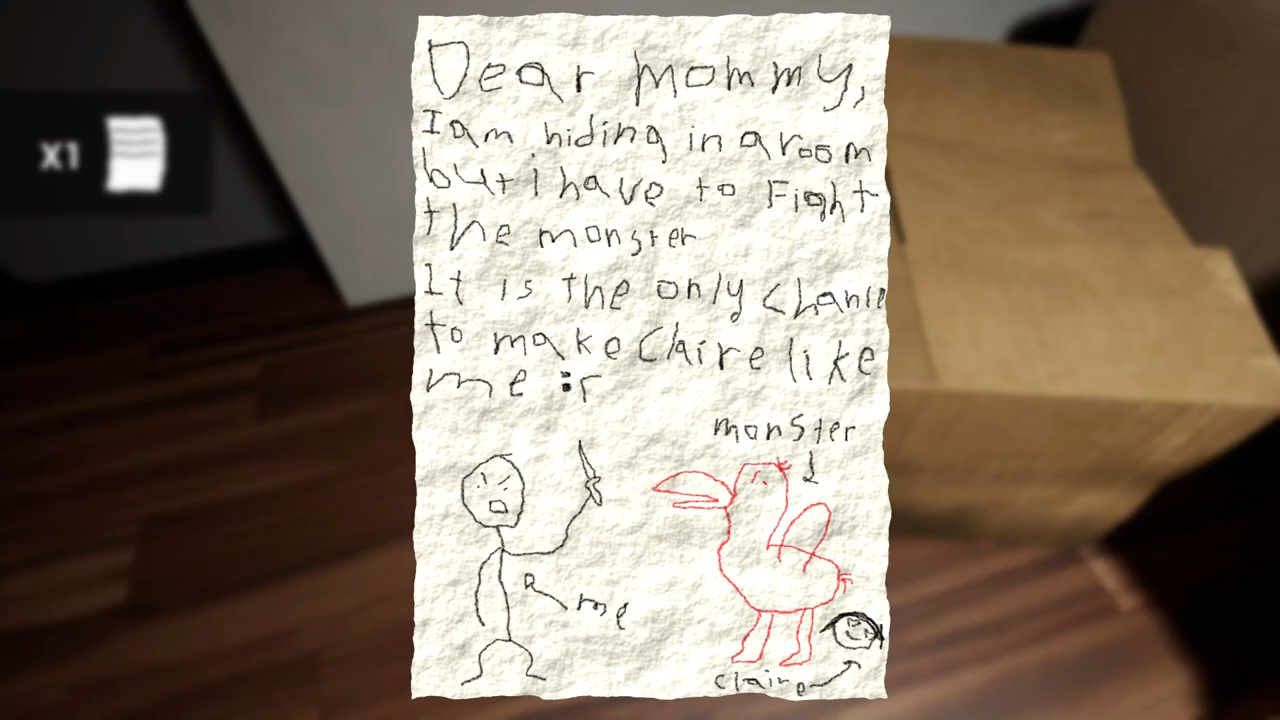 X1
Dear mommy,
I am hiding in a room
but i have to Fight
the monster
It is the only chance
to make Claire like
me :r
monster
me
claire